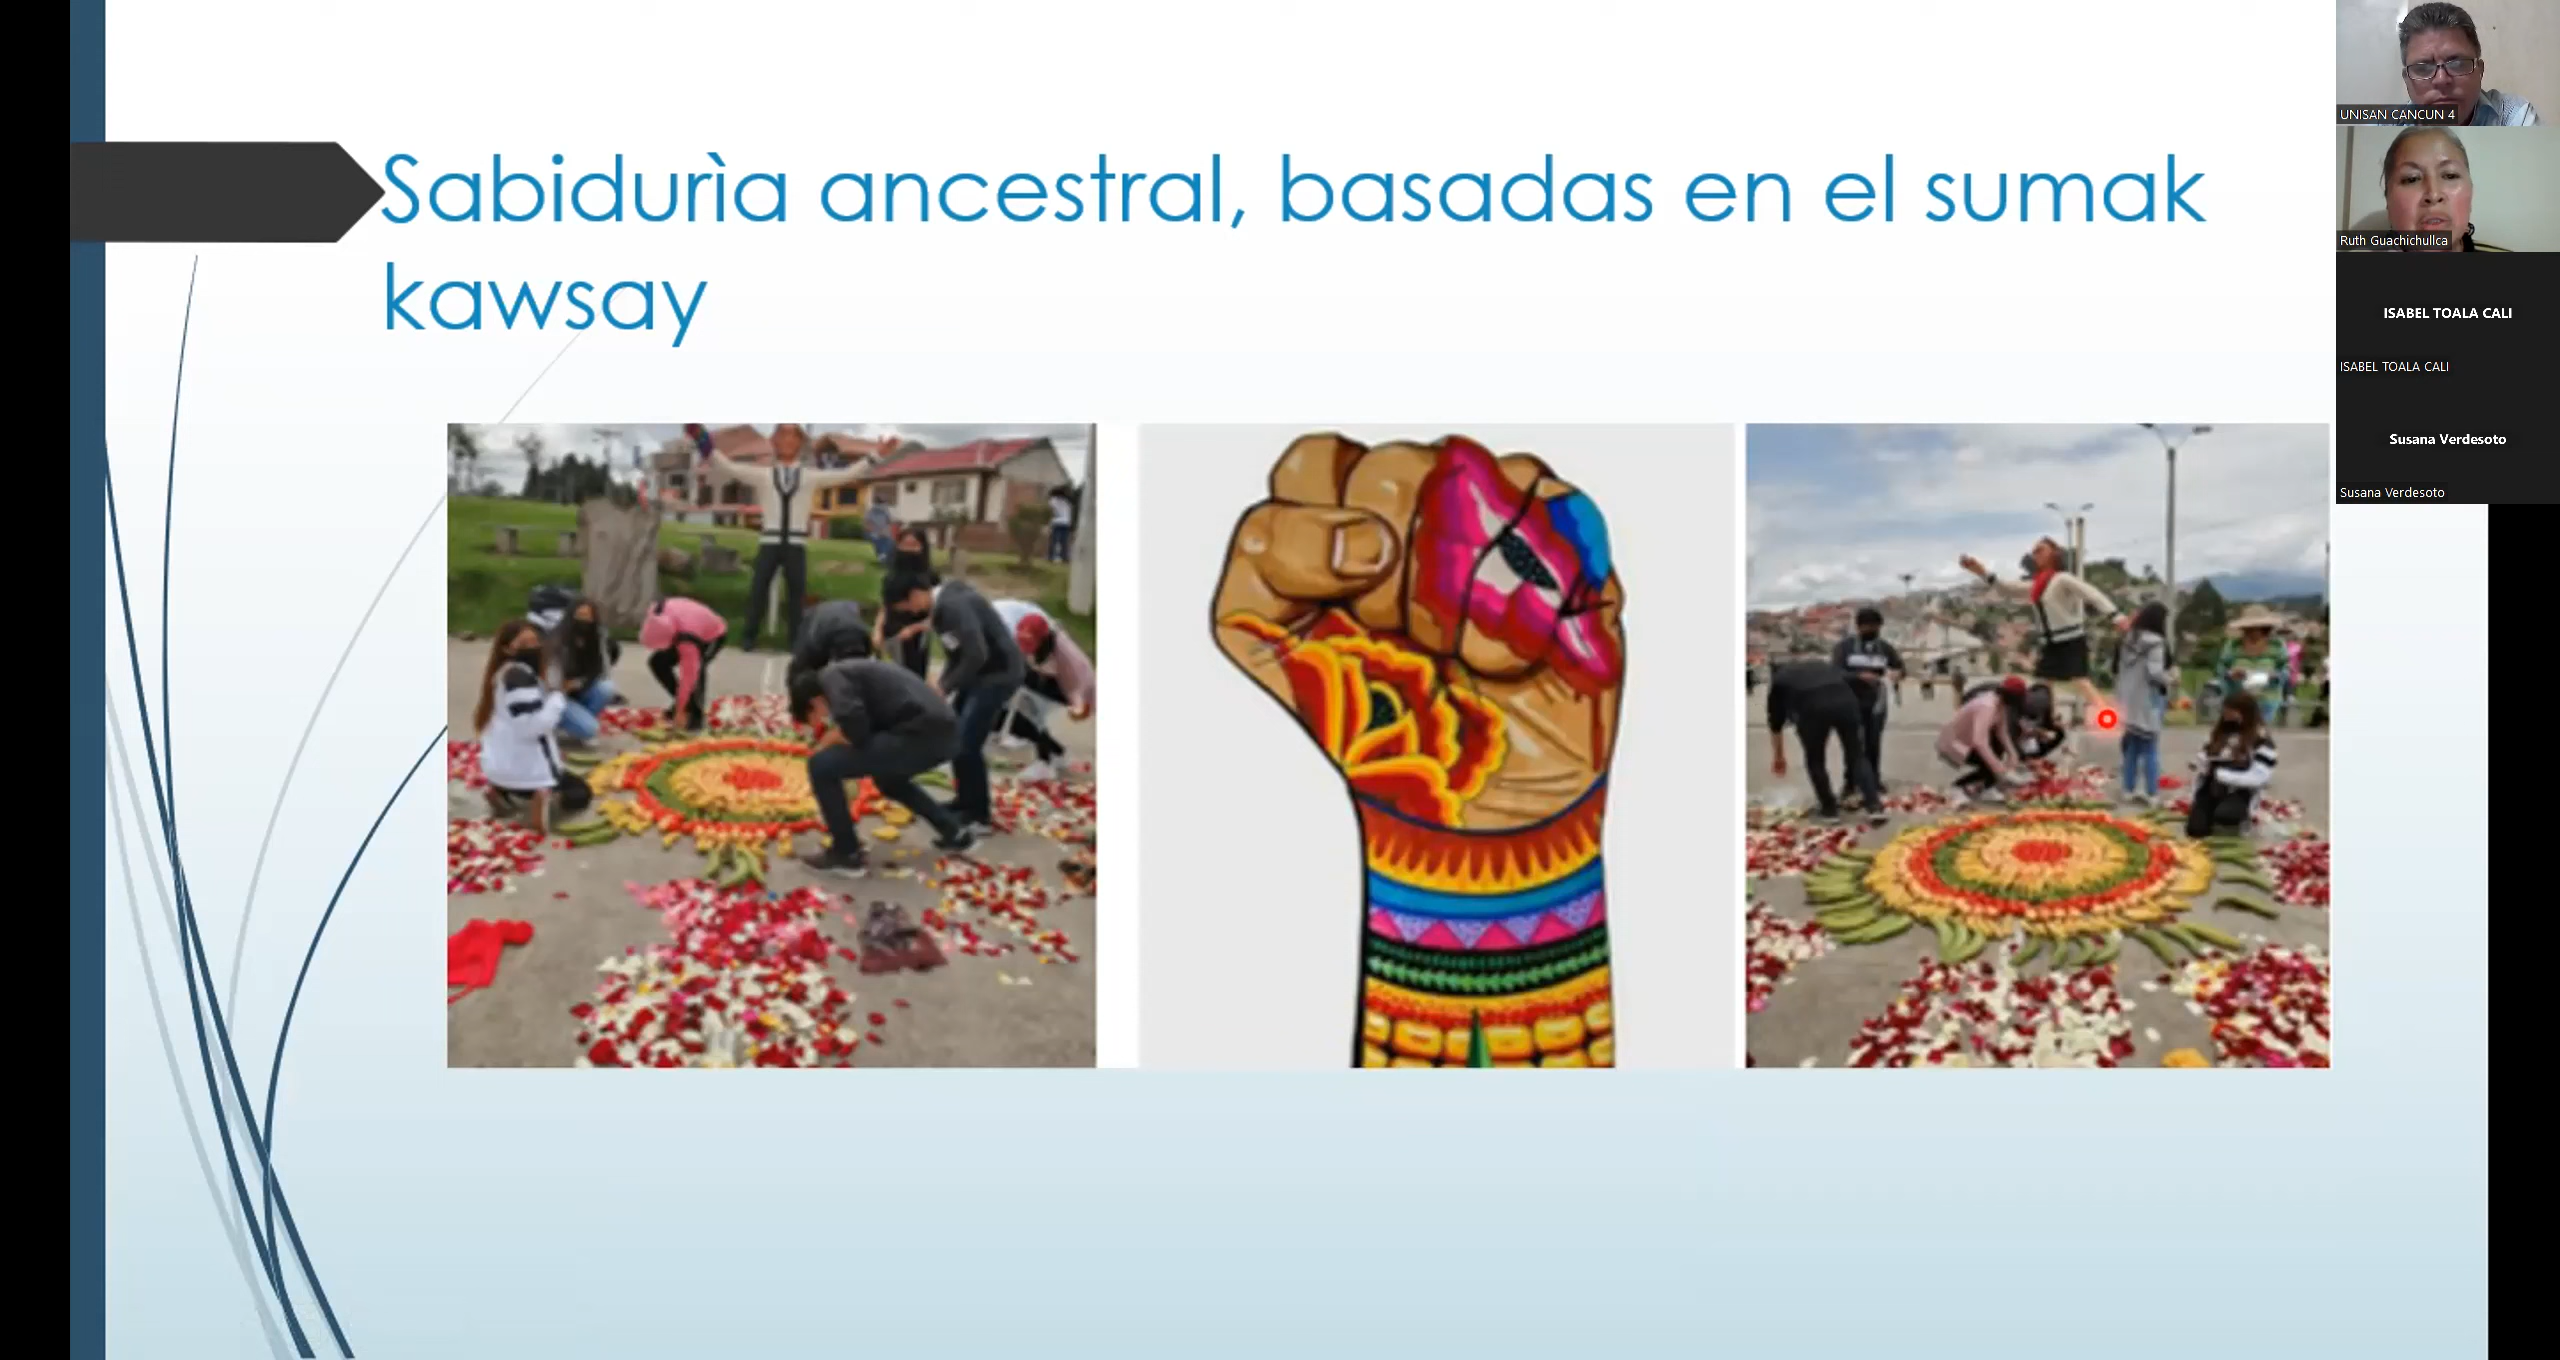 Sabidurìa ancestral, basadas en el sumak
kawsay
UNISAN CANCUN 4
Ruth Guachichullca
ISABEL TOALA CALI
ISABEL TOALA CALI
Susana Verdesoto
Susana Verdesoto